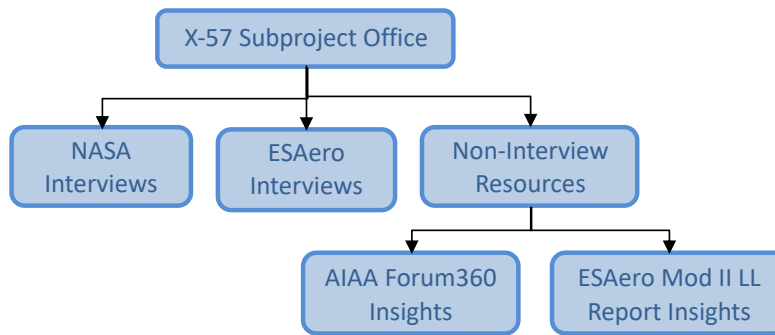 X-57 Subproject Office
NASA
Interviews
ESAero
Interviews
Non-Interview
Resources
AIAA Forum360
Insights
ESAero Mod II LL
Report Insights